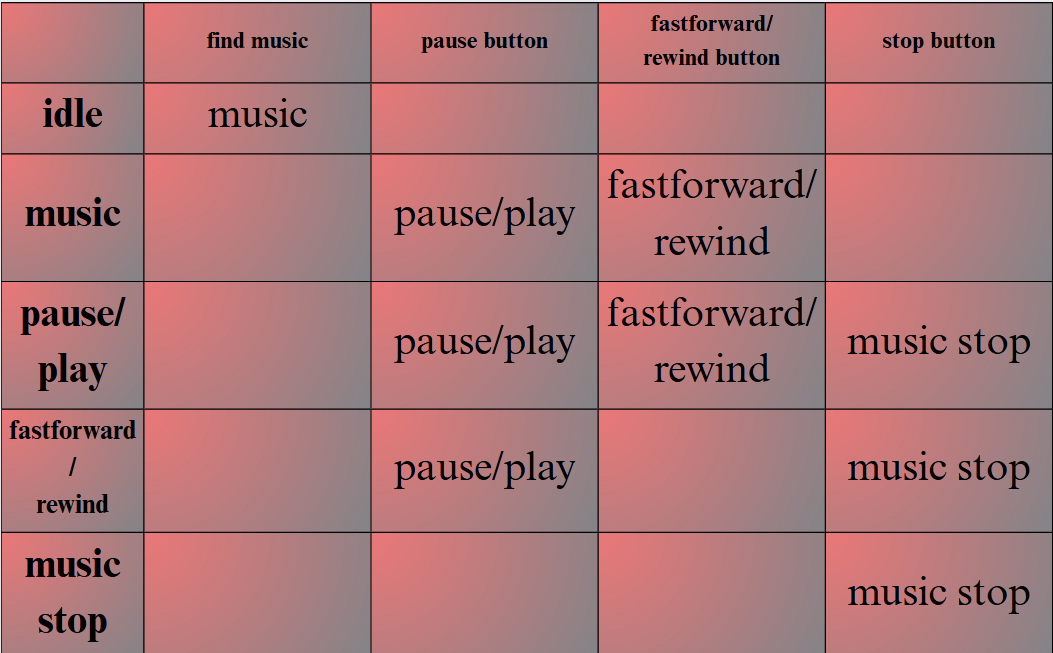 find music pause button fastforward/
rewind button stop button
idle music
music pause/play fastforward/
rewind
pause/
play pause/play fastforward/
rewind music stop
fastforward
/
rewind pause/play music stop
music
stop music stop